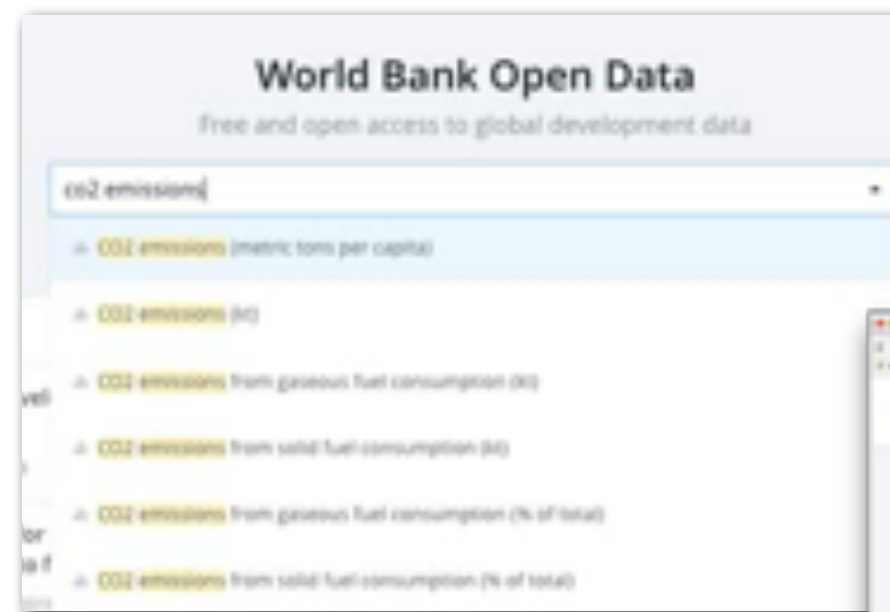 World Bank Open Data
Free and open access to global development data
co2 emissions
CO2 emissions (metric tons per capita)
CO2 emissions (kt)
CO2 emissions from gaseous fuel consumption (kt)
CO2 emissions from solid fuel consumption (kt)
CO2 emissions from gaseous fuel consumption (% of total)
CO2 emissions from solid fuel consumption (% of total)